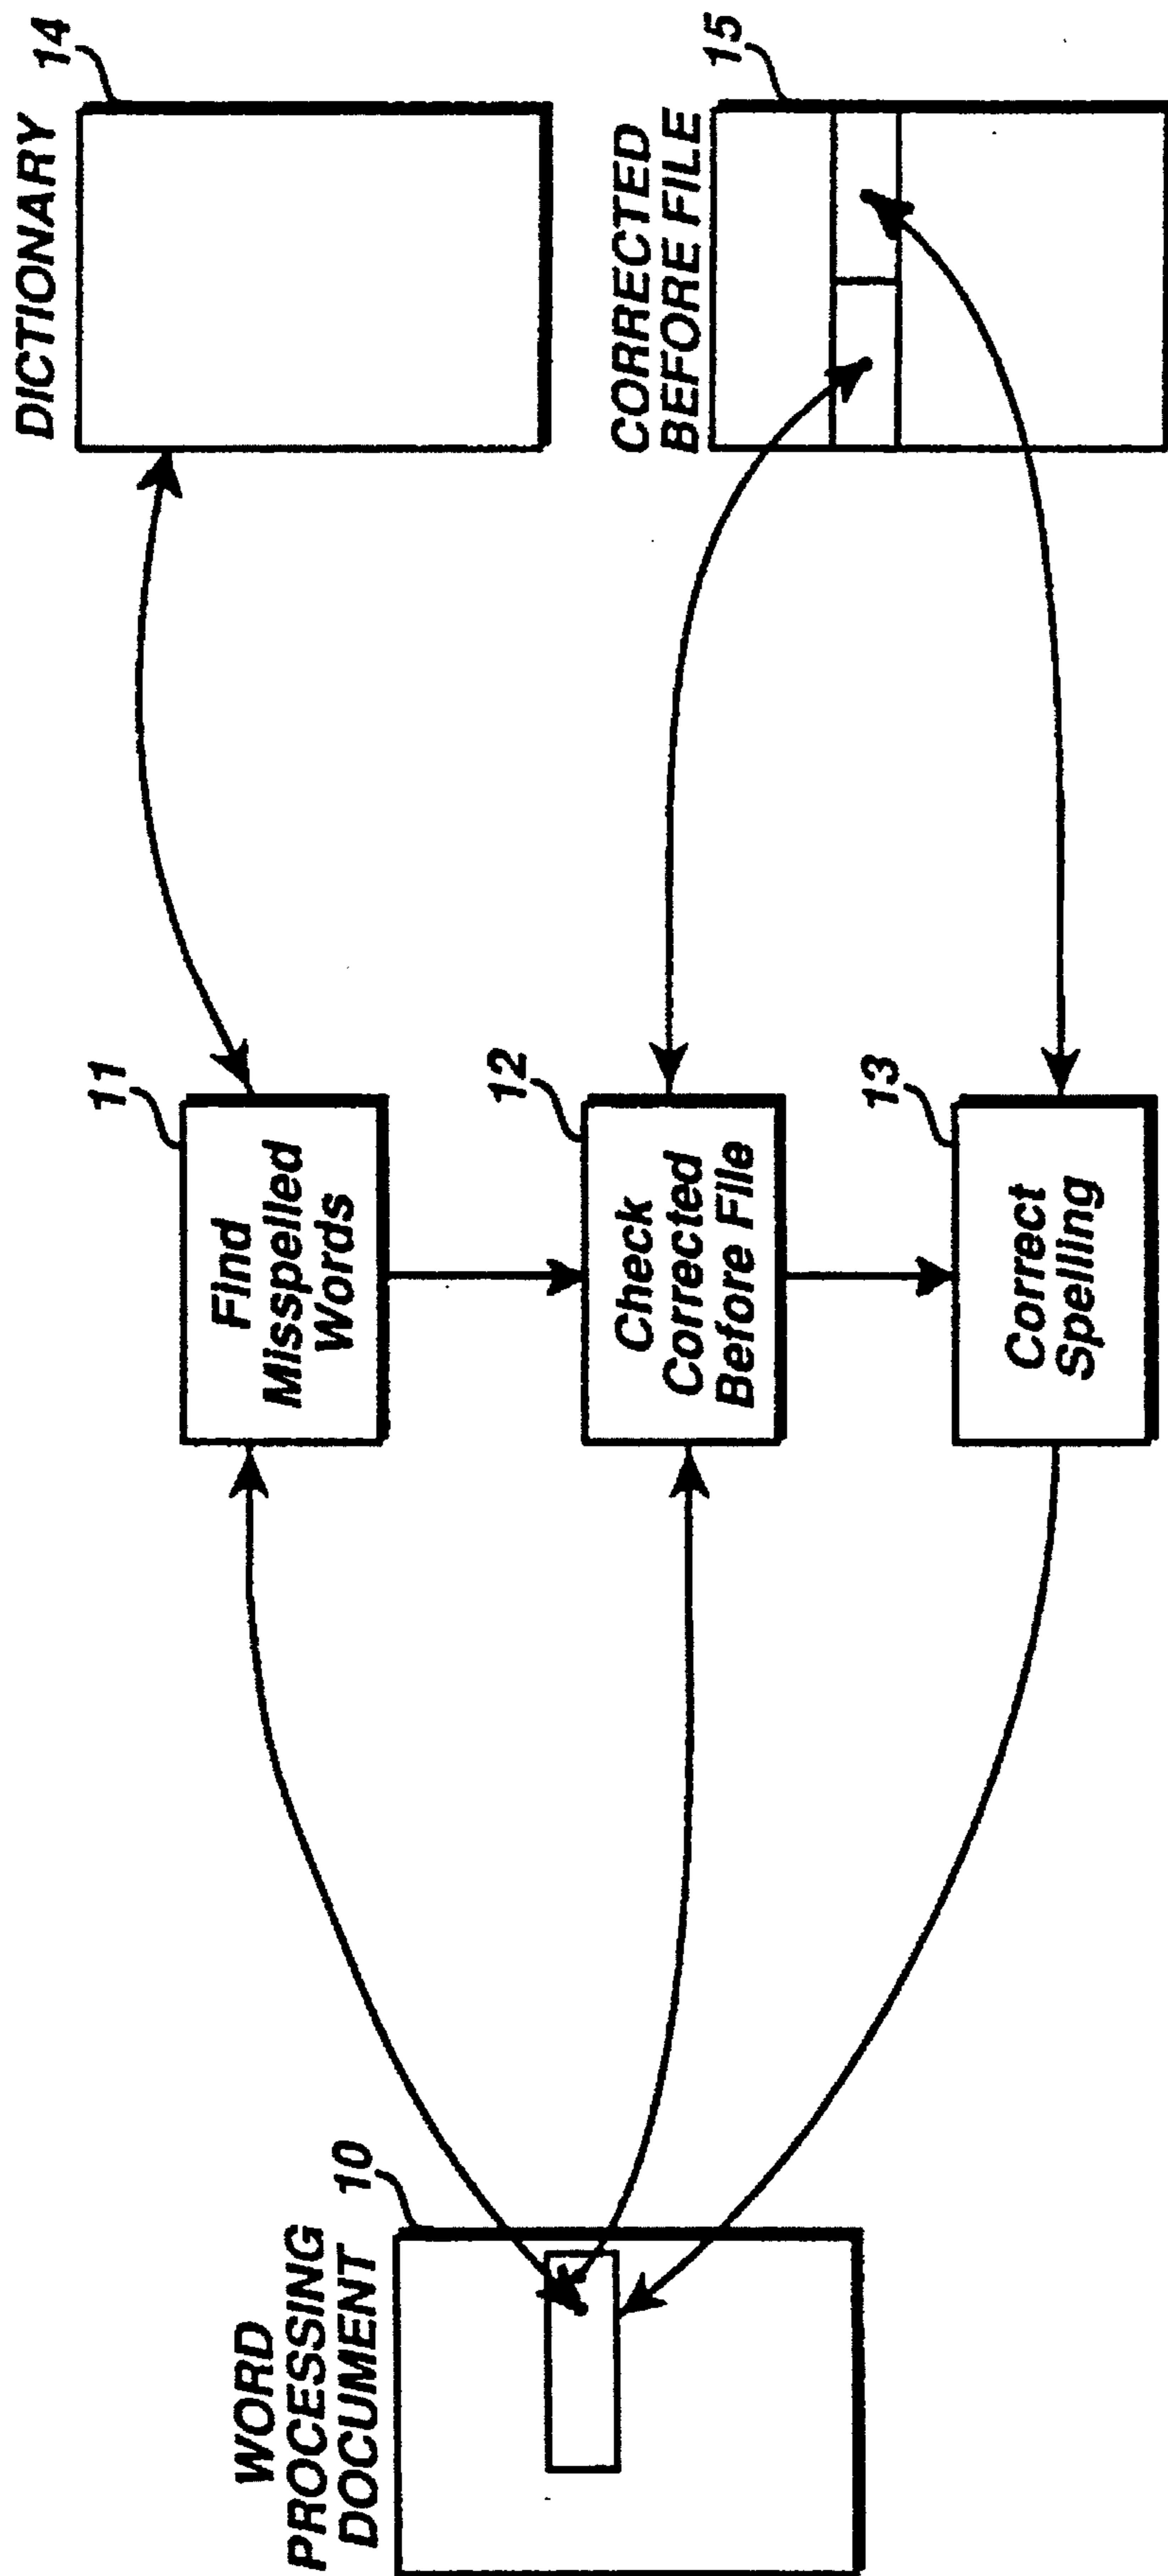 WORD
PROCESSING
DOCUMENT
10
11
Find
Misspelled
Words
12
Check
Corrected
Before File
13
Correct
Spelling
DICTIONARY
14
CORRECTED
BEFORE FILE
15